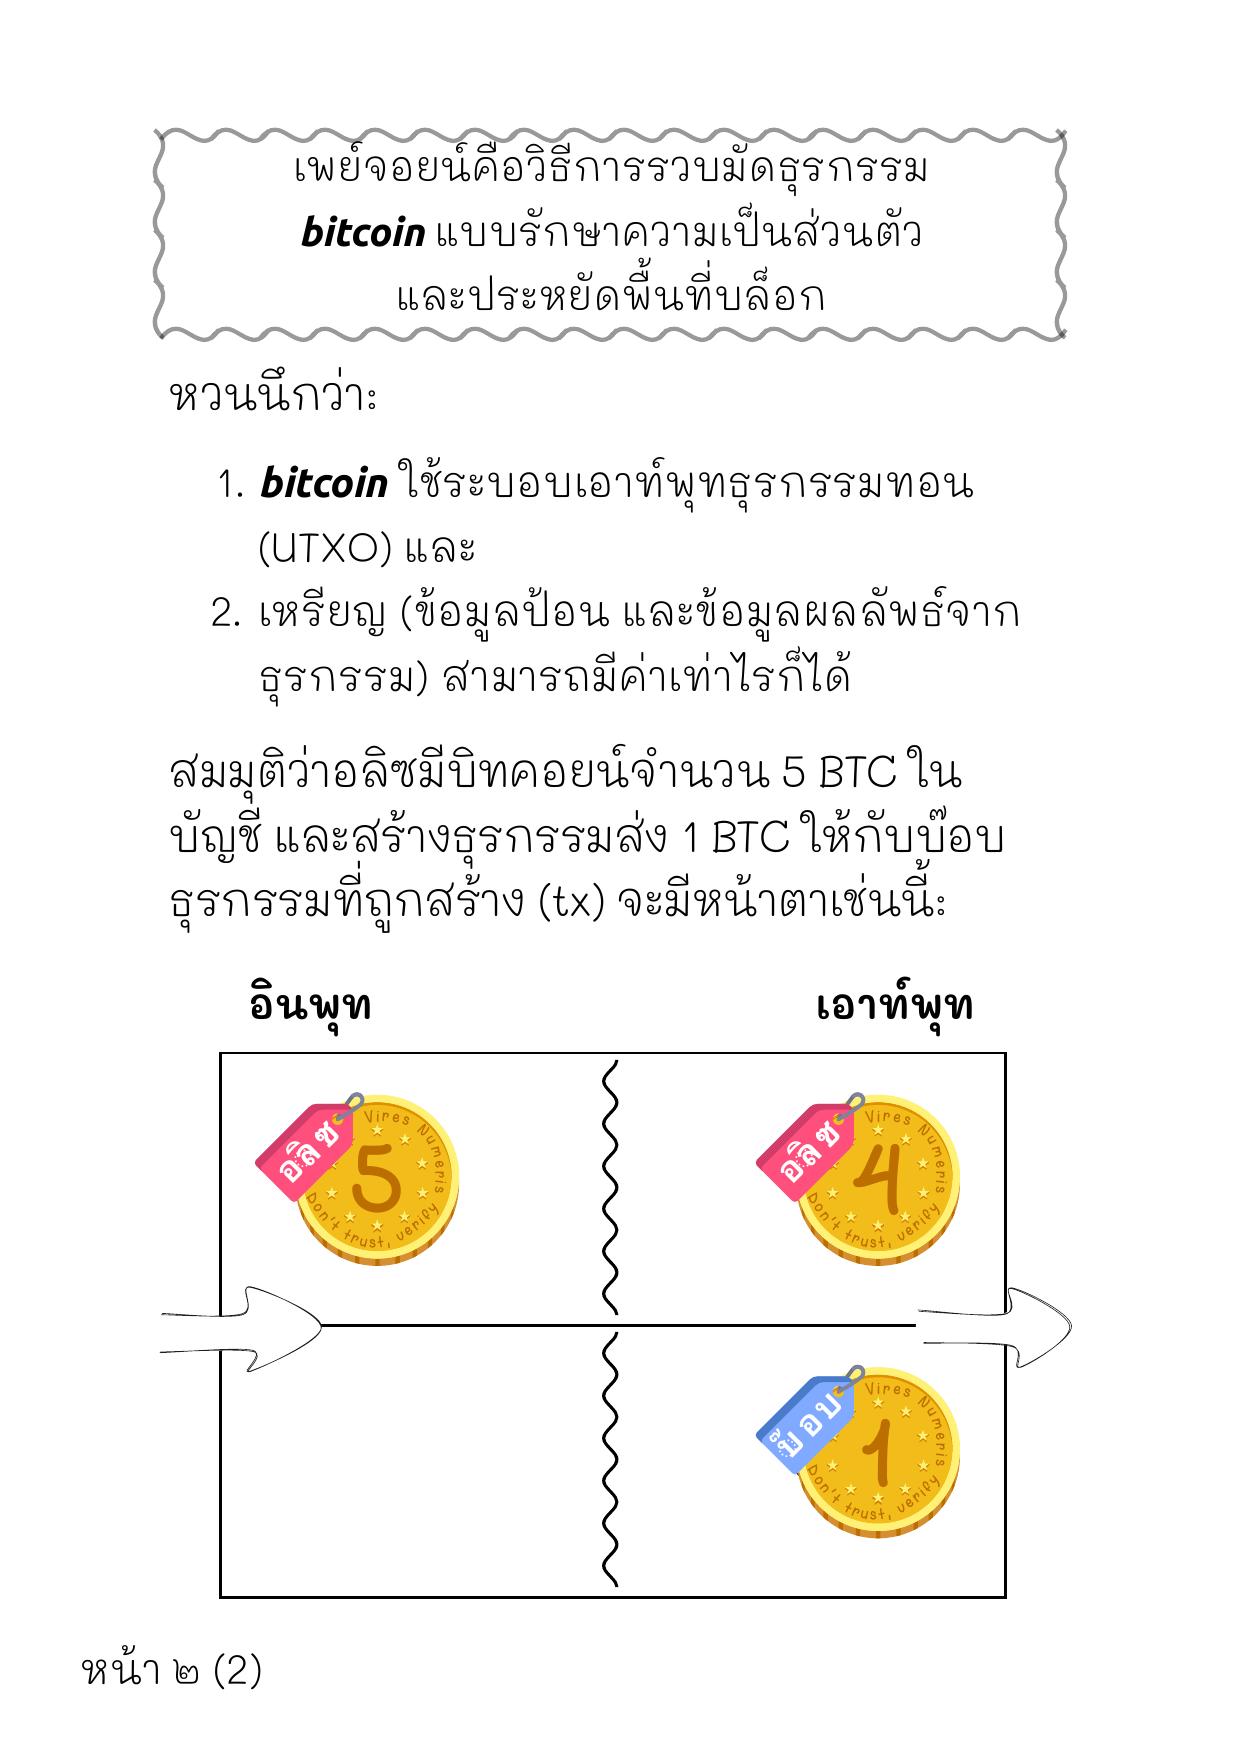 เพย์จอยน์คือวิธีการรวบมัดธุรกรรม
bitcoin แบบรักษาความเป็นส่วนตัว
และประหยัดพื้นที่บล็อก
หวนนึกว่า:
1. bitcoin ใช้ระบอบเอาท์พุทธุรกรรมทอน
(UTXO) และ
2. เหรียญ (ข้อมูลป้อน และข้อมูลผลลัพธ์จาก
ธุรกรรม) สามารถมีค่าเท่าไรก็ได้
สมมุติว่าอลิซมีบิทคอยน์จำนวน 5 BTC ใน
บัญชี และสร้างธุรกรรมส่ง 1 BTC ให้กับบ๊อบ
ธุรกรรมที่ถูกสร้าง (tx) จะมีหน้าตาเช่นนี้:
อินพุท
เอาท์พุท
อลิซ
5
Vires Numeris
Don't trust, verify
อลิซ
4
Vires Numeris
Don't trust, verify
บ๊อบ
1
Vires Numeris
Don't trust, verify
หน้า ๒ (2)